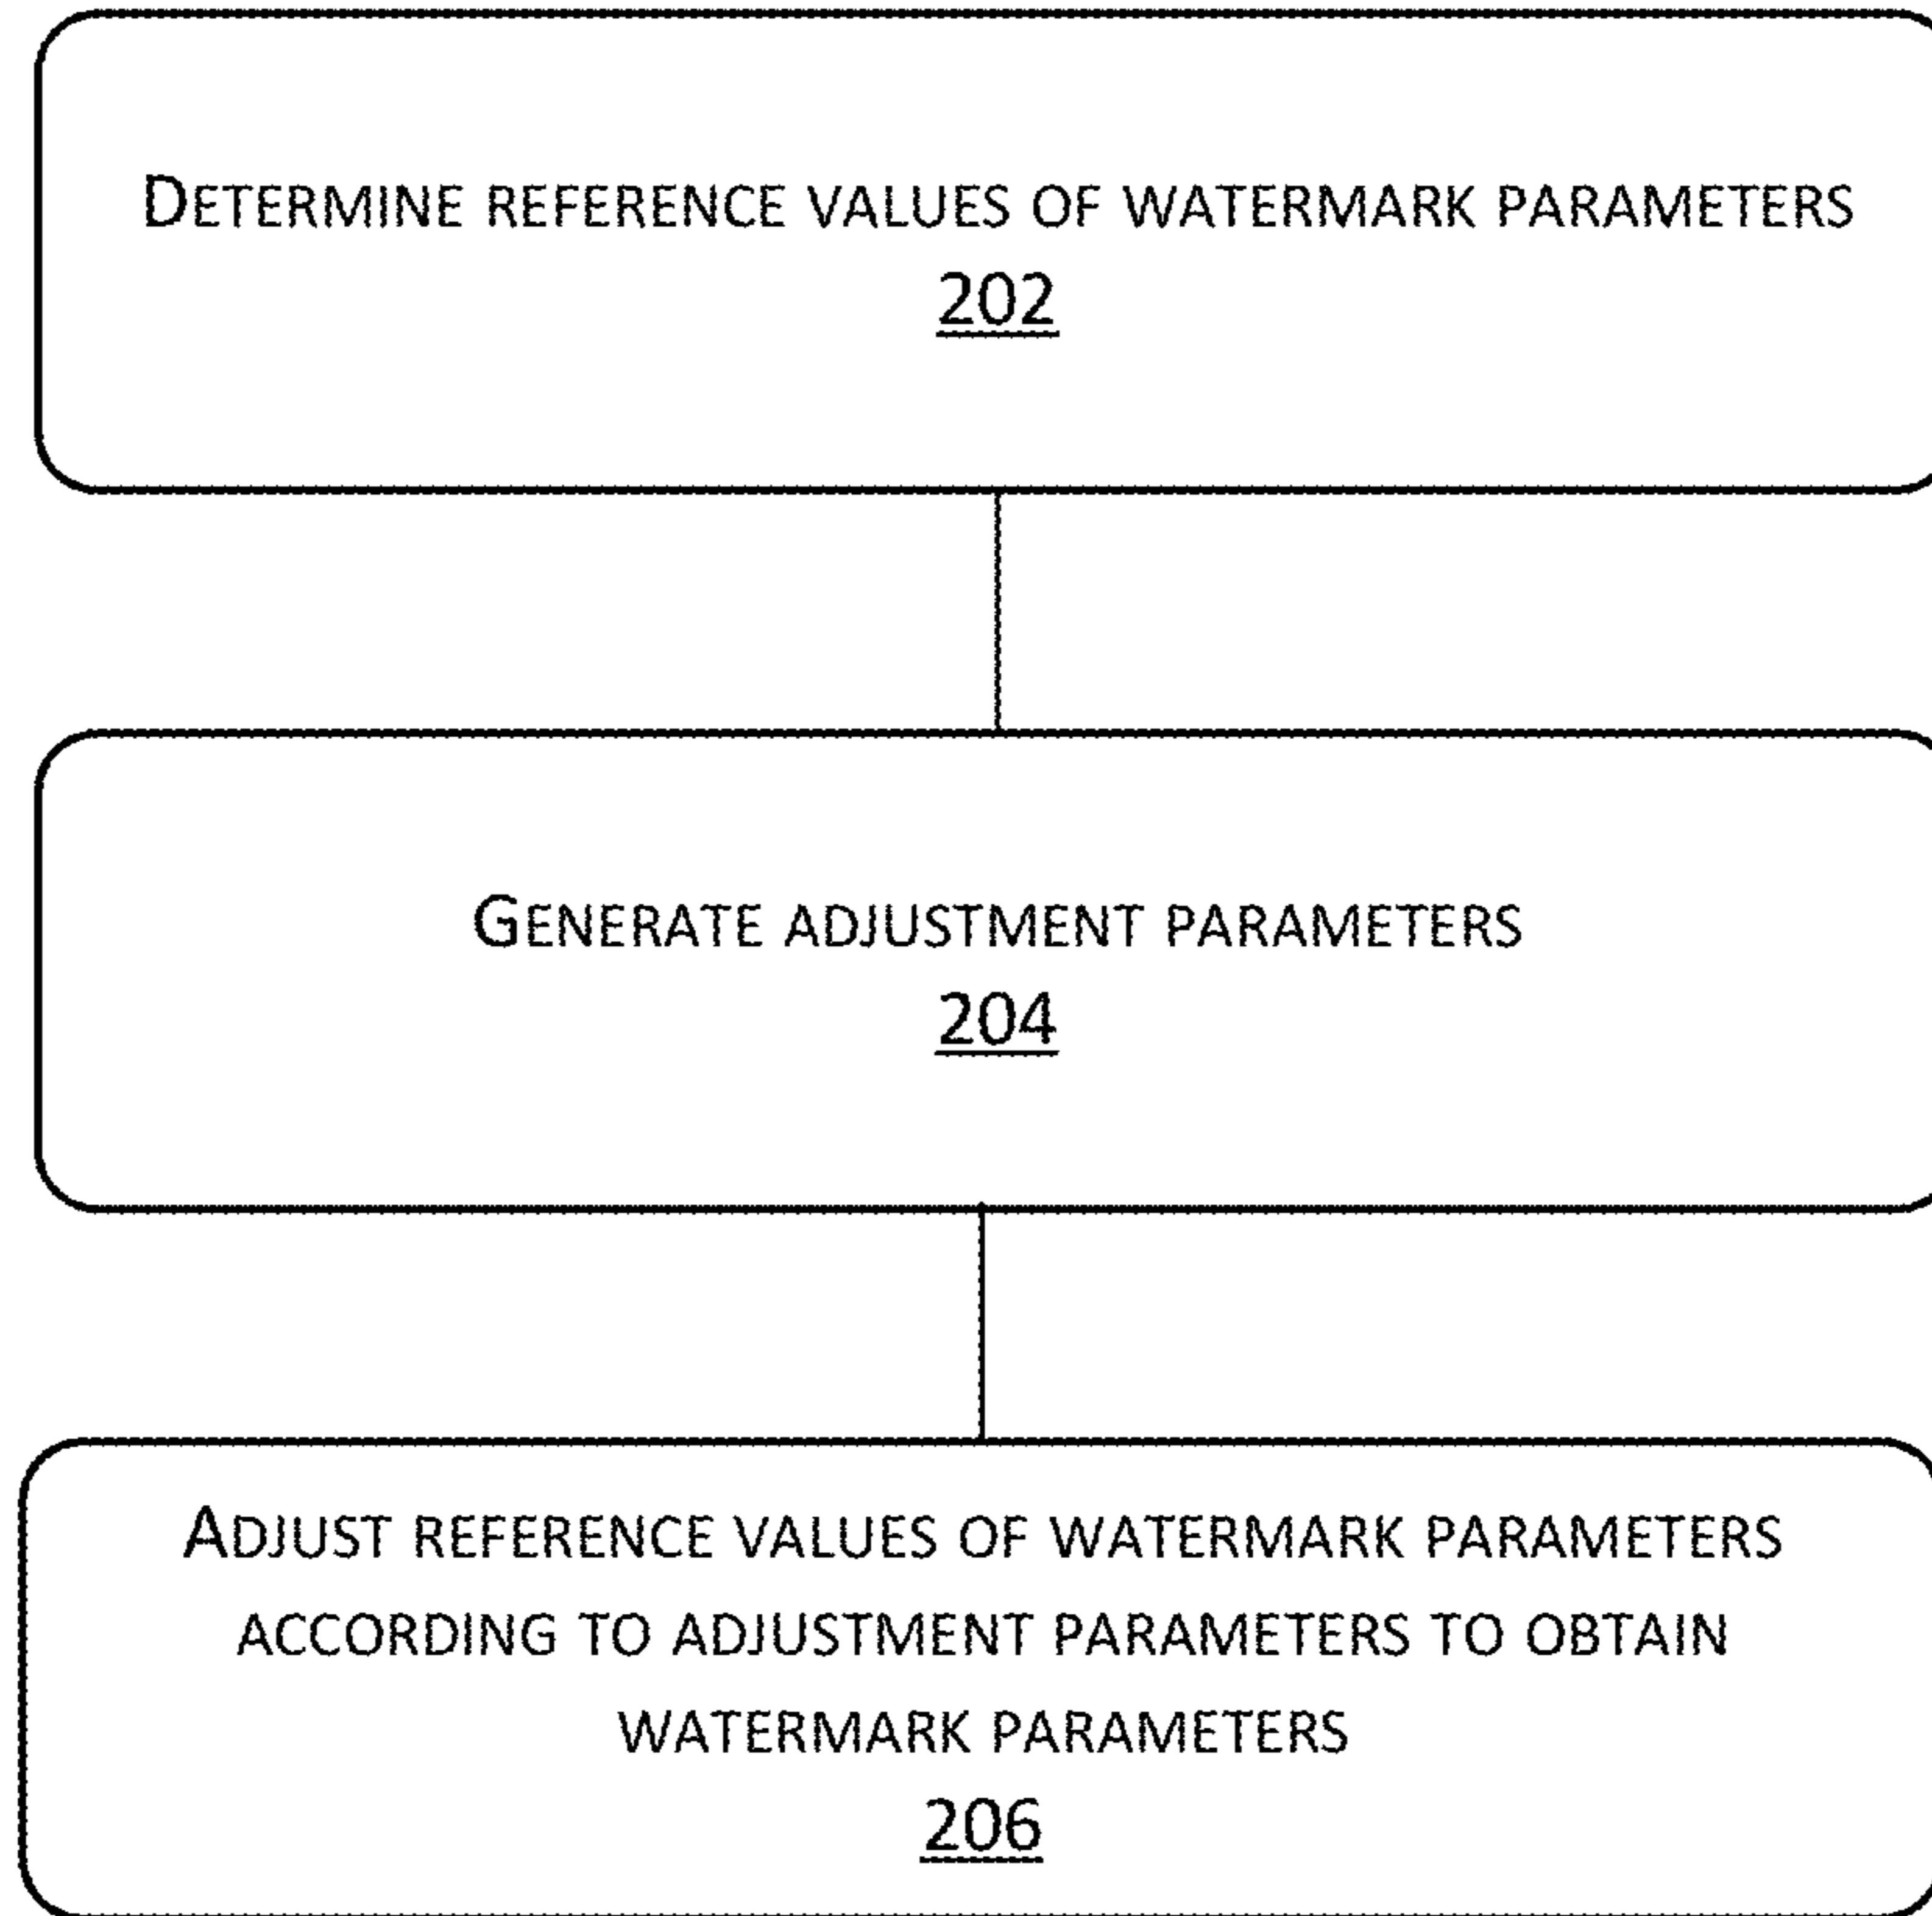 DETERMINE REFERENCE VALUES OF WATERMARK PARAMETERS
202
GENERATE ADJUSTMENT PARAMETERS
204
ADJUST REFERENCE VALUES OF WATERMARK PARAMETERS
ACCORDING TO ADJUSTMENT PARAMETERS TO OBTAIN
WATERMARK PARAMETERS
206